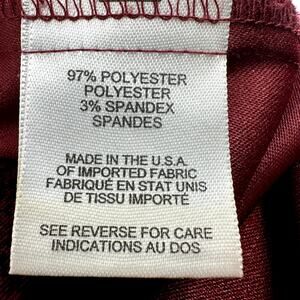 97% POLYESTER
POLYESTER
3% SPANDEX
SPANDES
MADE IN THE U.S.A.
OF IMPORTED FABRIC
FABRIQUÉ EN STAT UNIS
DE TISSU IMPORTÉ
SEE REVERSE FOR CARE
INDICATIONS AU DOS